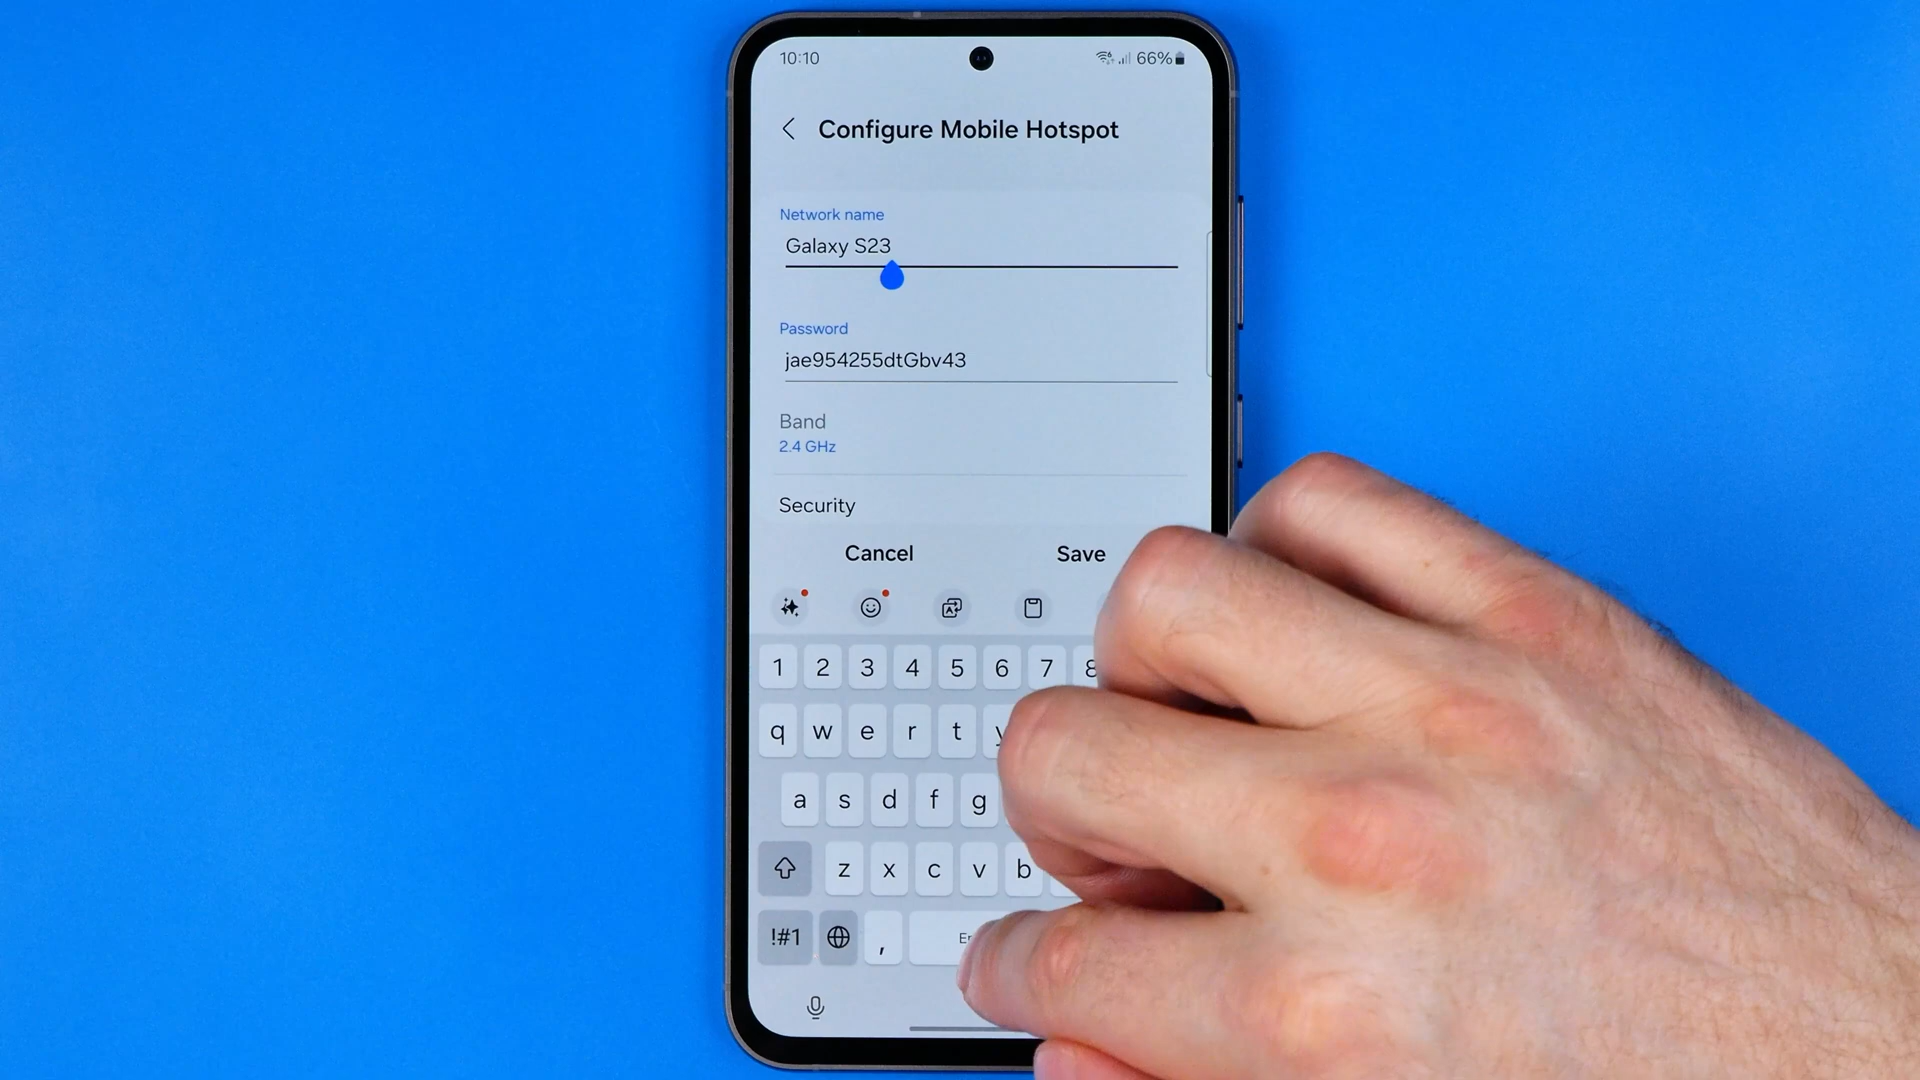 10:10
66%
Configure Mobile Hotspot
Network name
Galaxy S23
Password
jae954255dtGbv43
Band
2.4 GHz
Security
Cancel Save
1 2 3 4 5 6 7 8
q w e r t y
a s d f g
z x c v b
!#1 ,